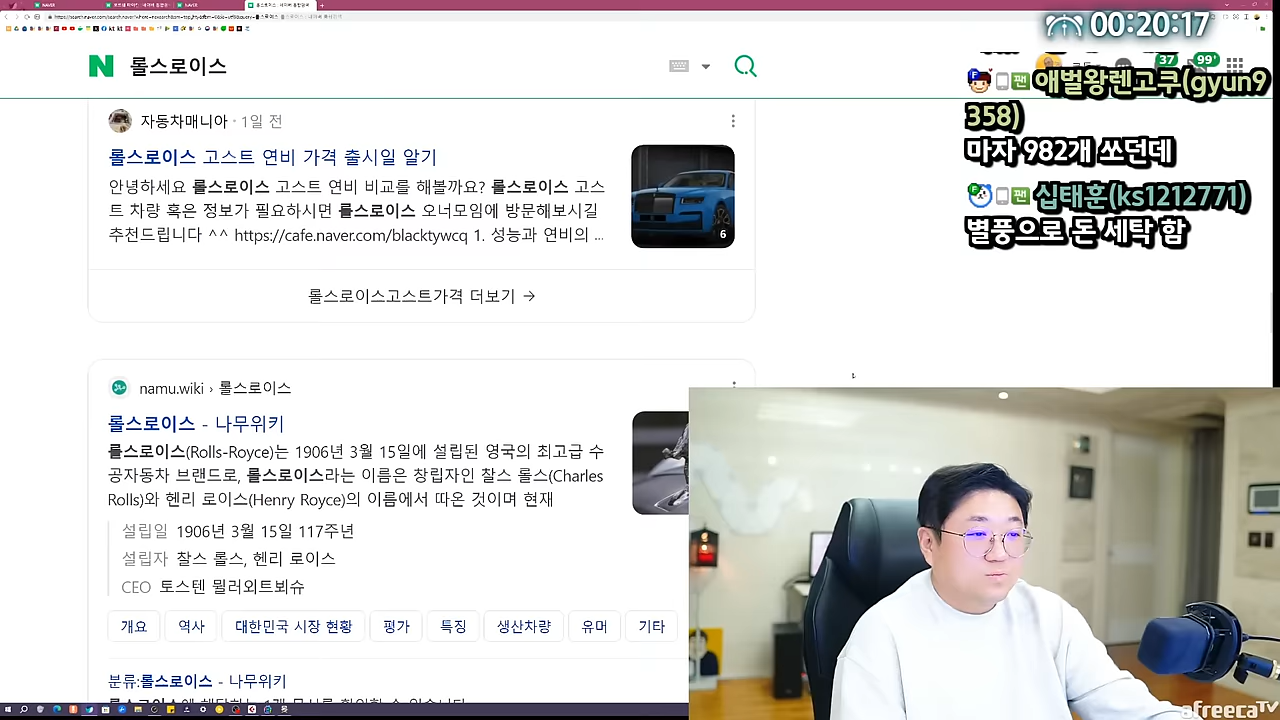 00:20:17
N 롤스로이스
37
99+
자동차매니아 · 1일 전
롤스로이스 고스트 연비 가격 출시일 알기
안녕하세요 롤스로이스 고스트 연비 비교를 해볼까요? 롤스로이스 고스
트 차량 혹은 정보가 필요하시면 롤스로이스 오너모임에 방문해보시길
추천드립니다 ^^ https://cafe.naver.com/blacktywcq 1. 성능과 연비의 ...
6
롤스로이스고스트가격 더보기 →
namu.wiki › 롤스로이스
롤스로이스 - 나무위키
롤스로이스(Rolls-Royce)는 1906년 3월 15일에 설립된 영국의 최고급 수
공자동차 브랜드로, 롤스로이스라는 이름은 창립자인 찰스 롤스(Charles
Rolls)와 헨리 로이스(Henry Royce)의 이름에서 따온 것이며 현재
설립일 1906년 3월 15일 117주년
설립자 찰스 롤스, 헨리 로이스
CEO 토스텐 뮐러외트뵈슈
개요 역사 대한민국 시장 현황 평가 특징 생산차량 유머 기타
분류:롤스로이스 - 나무위키
팬 애벌왕렌고쿠(gyun9
358)
마자 982개 쏘던데
팬 십태훈(ks1212771)
별풍으로 돈 세탁 함
afreecaTV